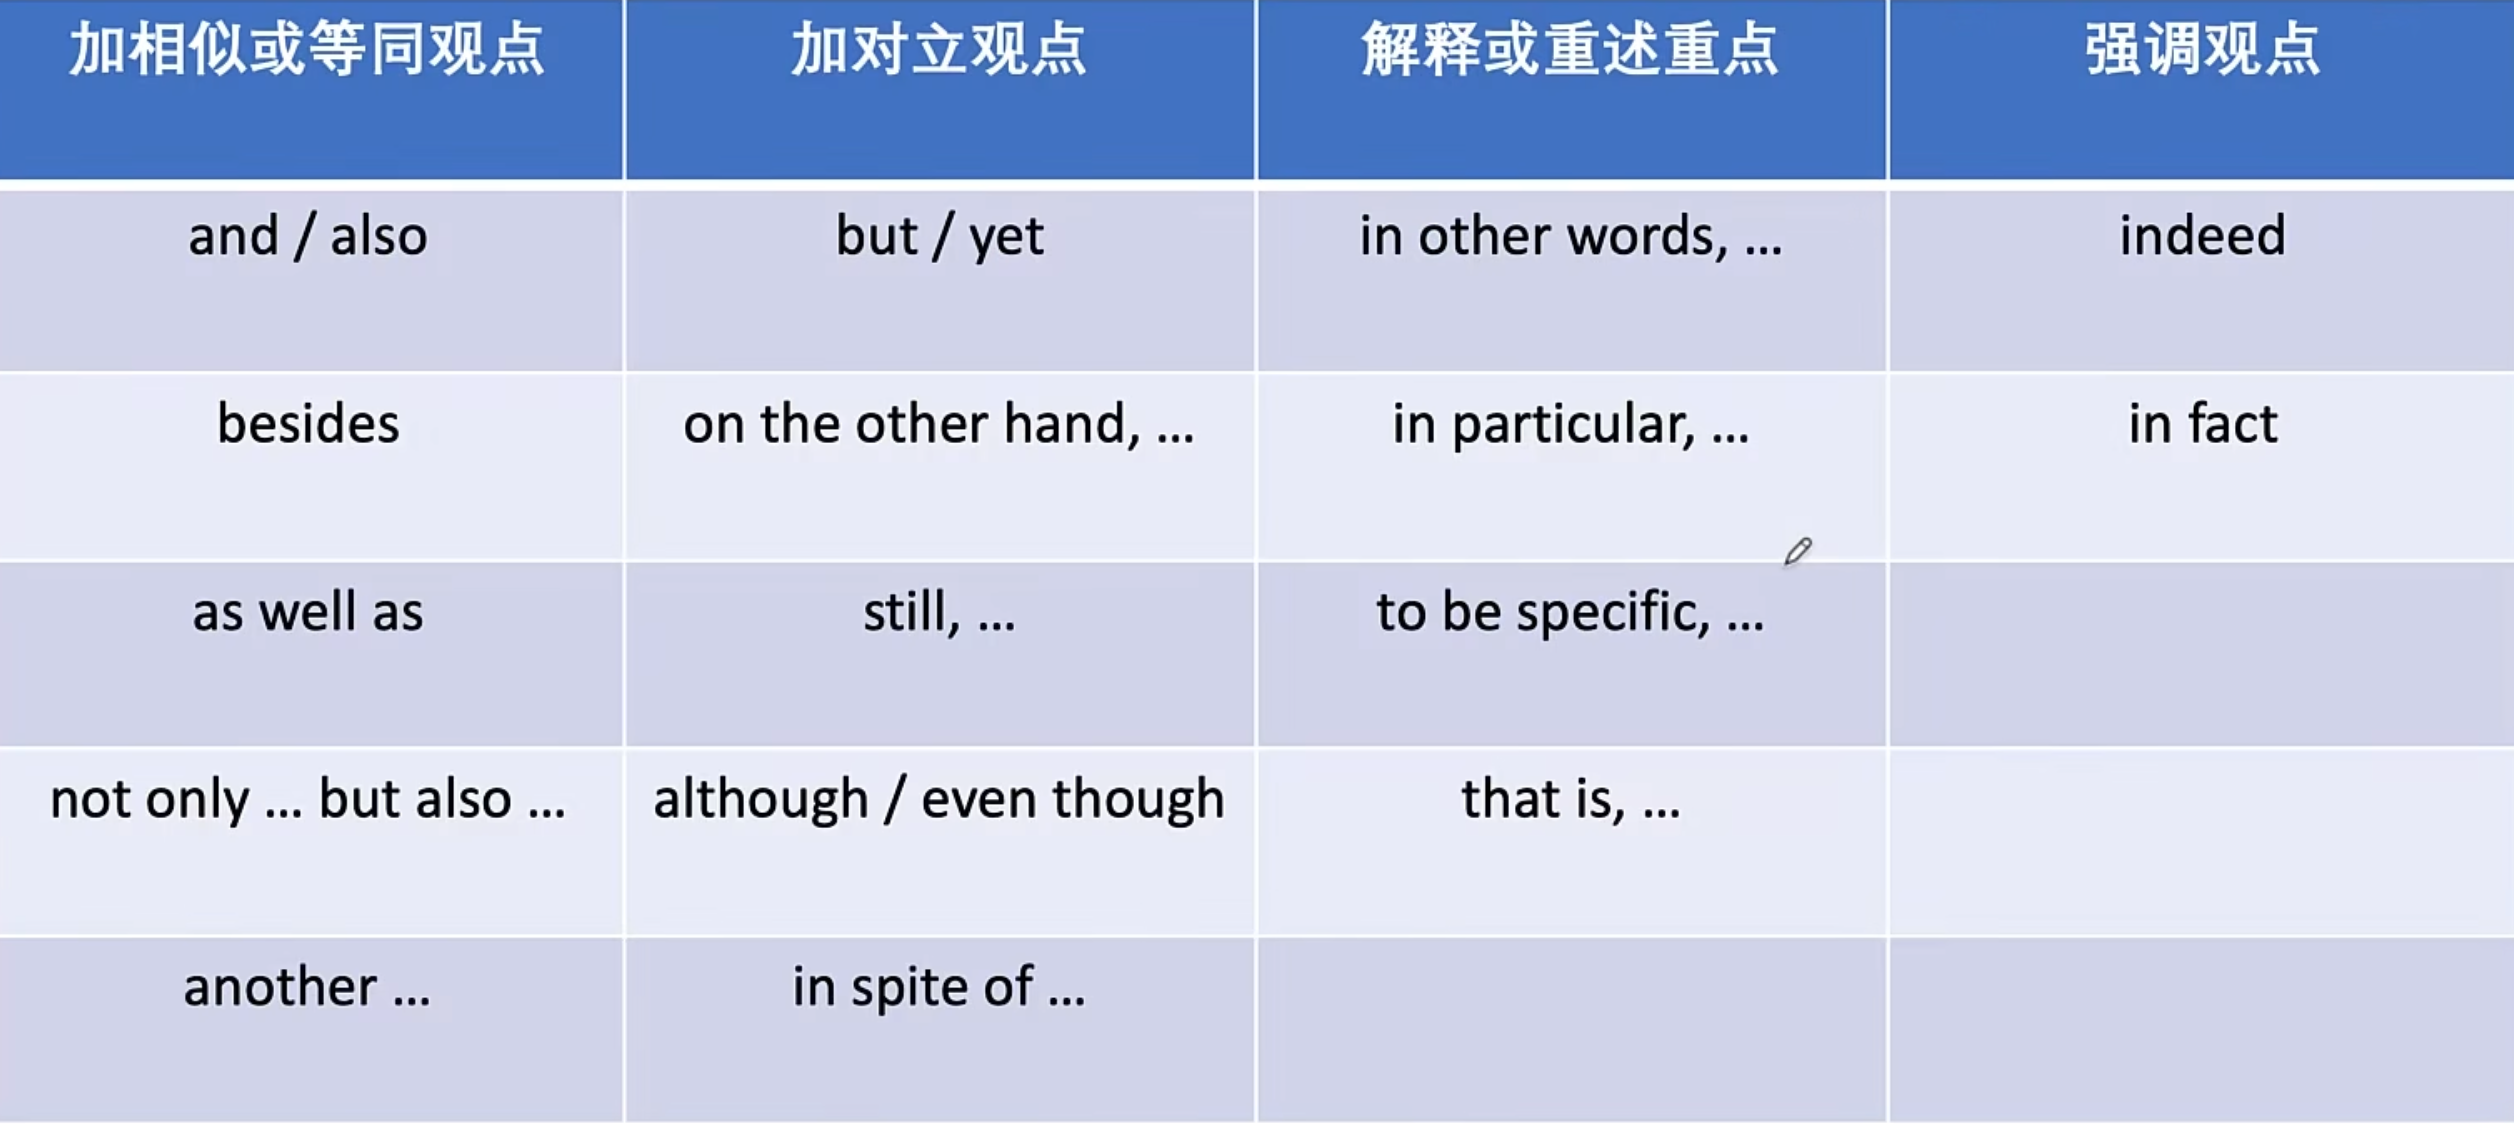 加相似或等同观点 加对立观点 解释或重述重点 强调观点
and / also but / yet in other words, ... indeed
besides on the other hand, ... in particular, ... in fact
as well as still, ... to be specific, ...
not only ... but also ... although / even though that is, ...
another ... in spite of ...